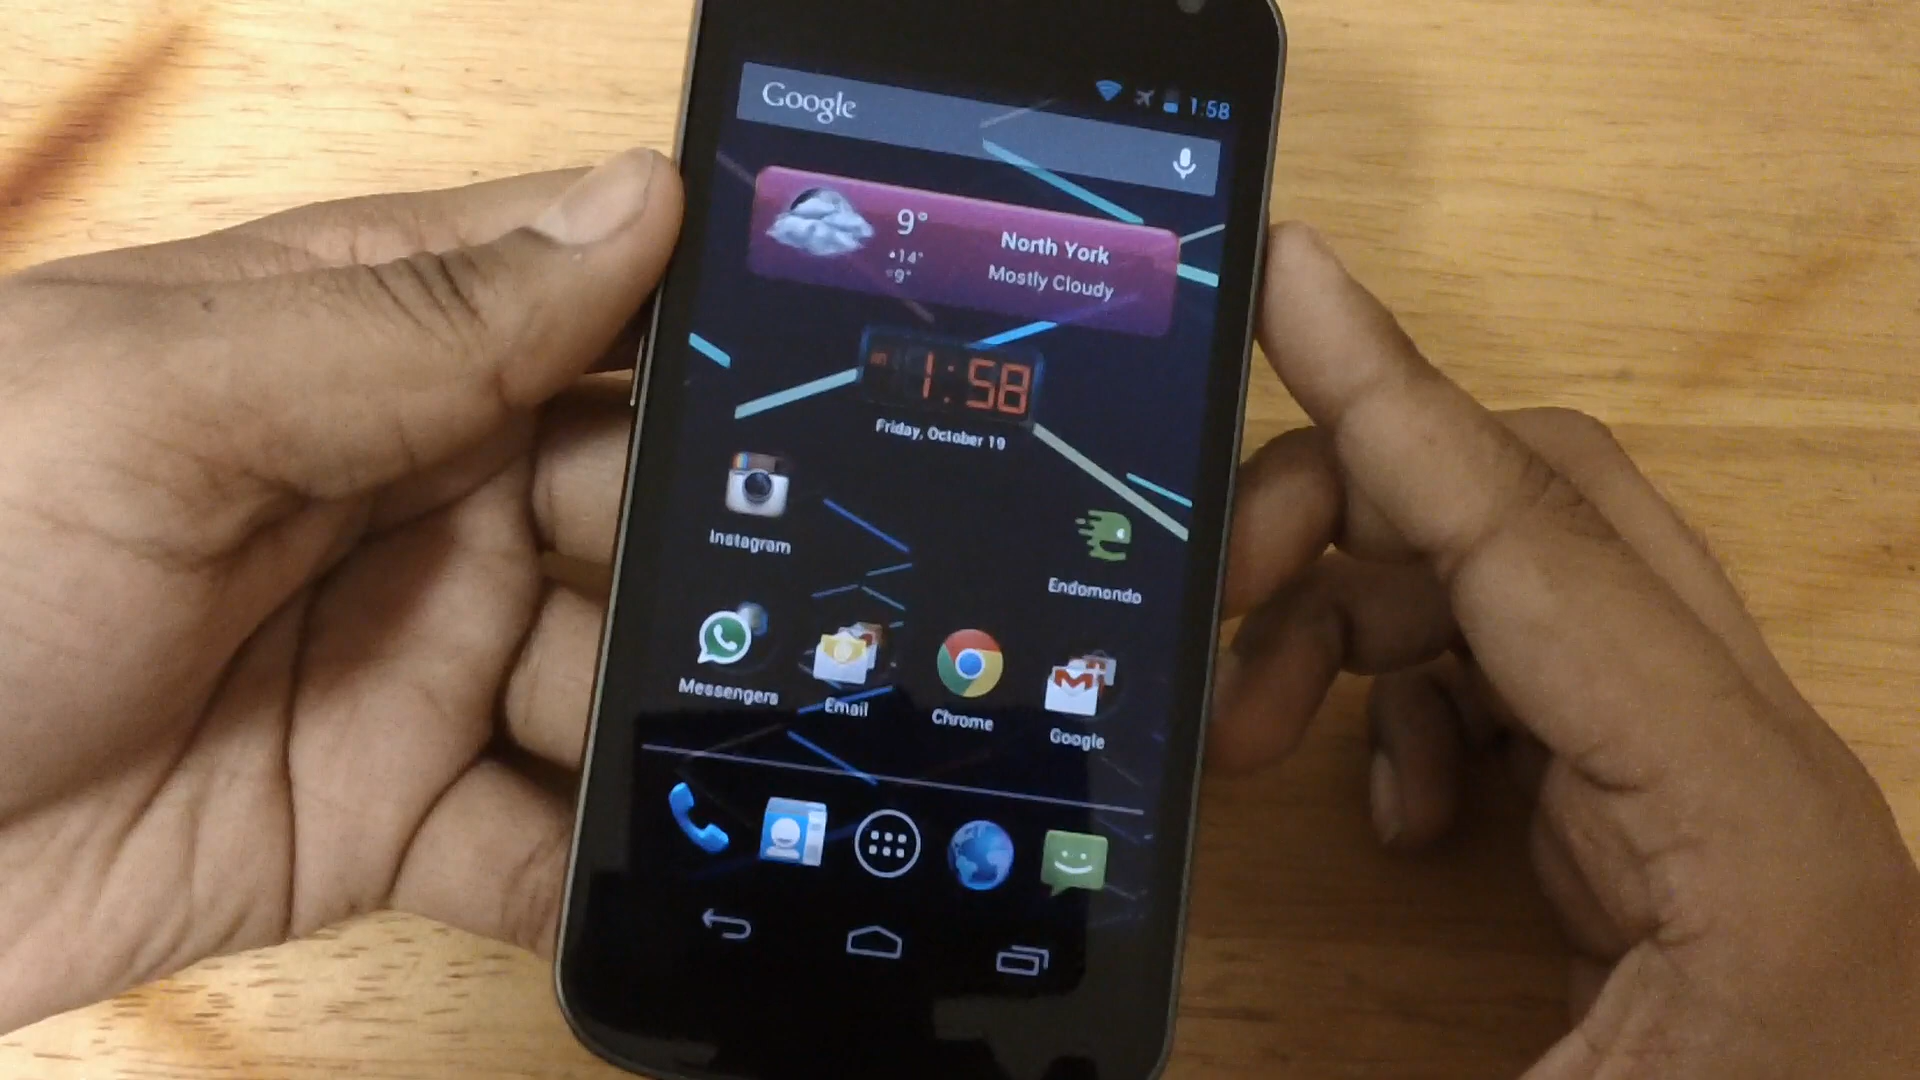 Google
1:58
9°
14°
9°
North York
Mostly Cloudy
1:58
Friday, October 19
Instagram
Endomondo
Messengers
Email
Chrome
Google